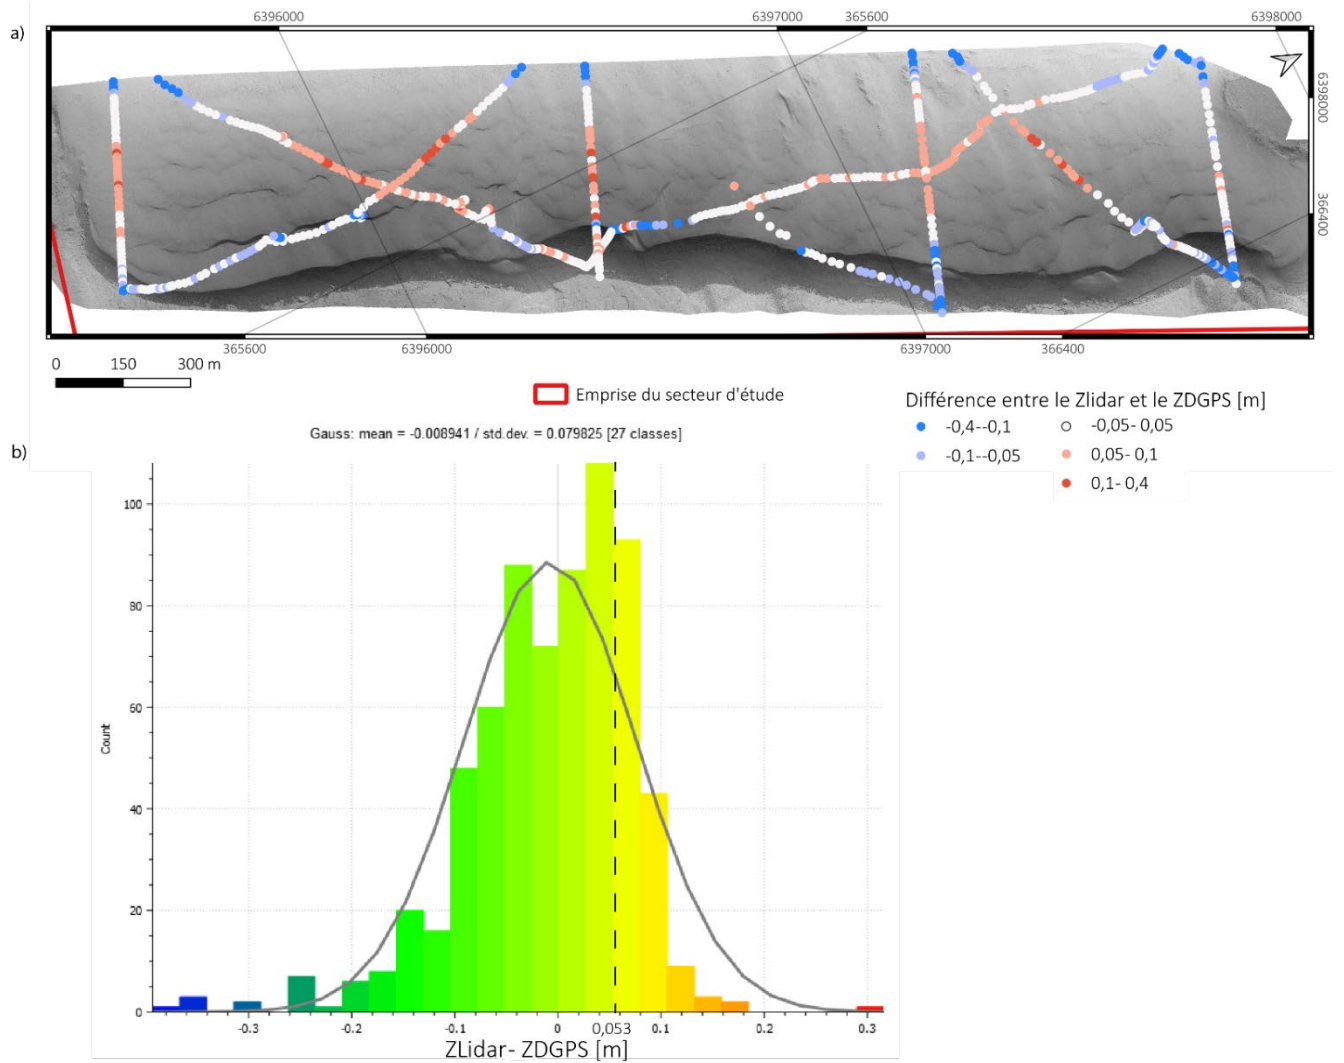 6396000 6397000 365600 6398000
a)
6398000
366400
365600 6396000 6397000 366400
0 150 300 m
Emprise du secteur d'étude
Différence entre le Zlidar et le ZDGPS [m]
-0,4--0,1 -0,05- 0,05
-0,1--0,05 0,05- 0,1
0,1- 0,4
Gauss: mean = -0.008941 / std.dev. = 0.079825 [27 classes]
b)
100
80
60
40
20
0
Count
-0.3 -0.2 -0.1 0 0,053 0.1 0.2 0.3
ZLidar- ZDGPS [m]